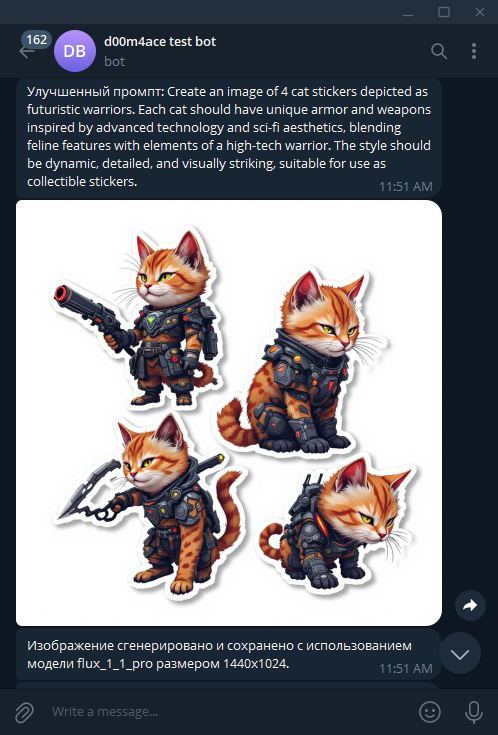 162
DB
d00m4ace test bot
bot
Улучшенный промпт: Create an image of 4 cat stickers depicted as
futuristic warriors. Each cat should have unique armor and weapons
inspired by advanced technology and sci-fi aesthetics, blending
feline features with elements of a high-tech warrior. The style should
be dynamic, detailed, and visually striking, suitable for use as
collectible stickers.
11:51 AM
Изображение сгенерировано и сохранено с использованием
модели flux_1_1_pro размером 1440x1024.
11:51 AM
Write a message...